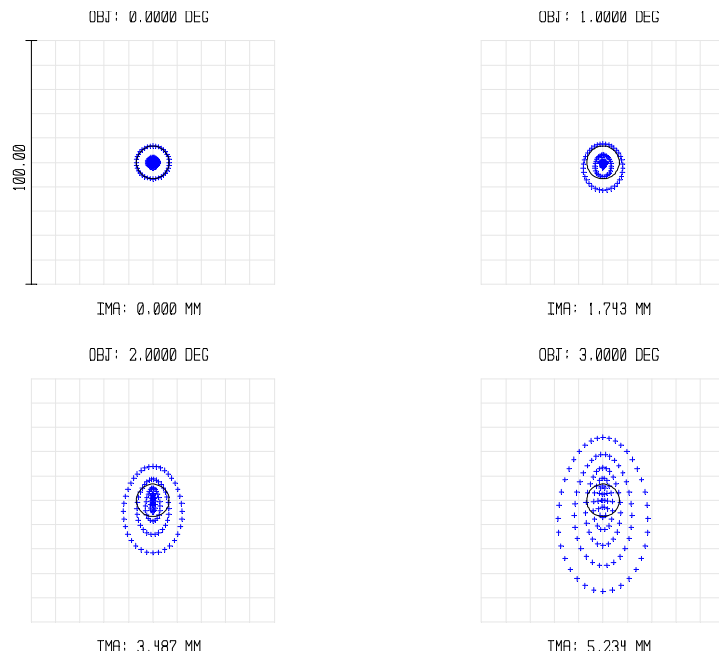 OBJ: 0.0000 DEG
OBJ: 1.0000 DEG
100.00
IMA: 0.000 MM
IMA: 1.743 MM
OBJ: 2.0000 DEG
OBJ: 3.0000 DEG
IMA: 3.487 MM
IMA: 5.234 MM